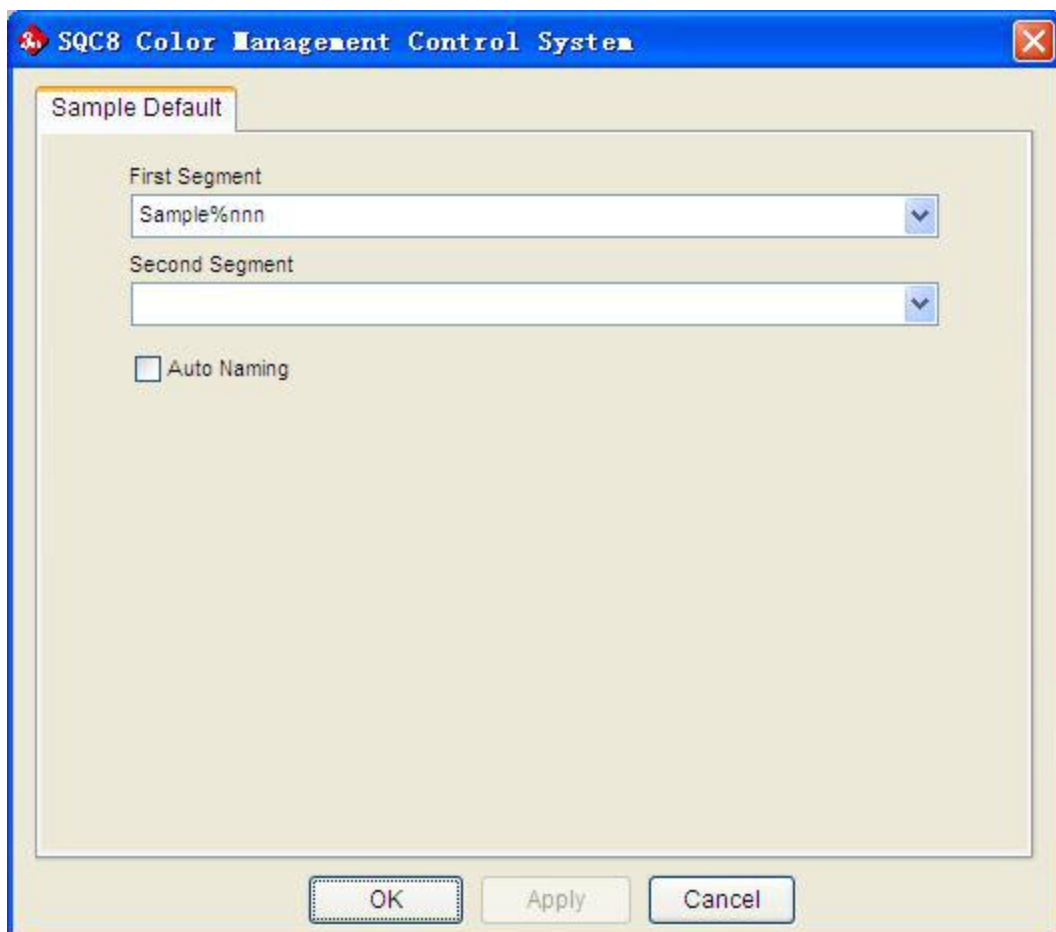 SQC8 Color Management Control System
Sample Default
First Segment
Sample%nnn
Second Segment
Auto Naming
OK
Apply
Cancel